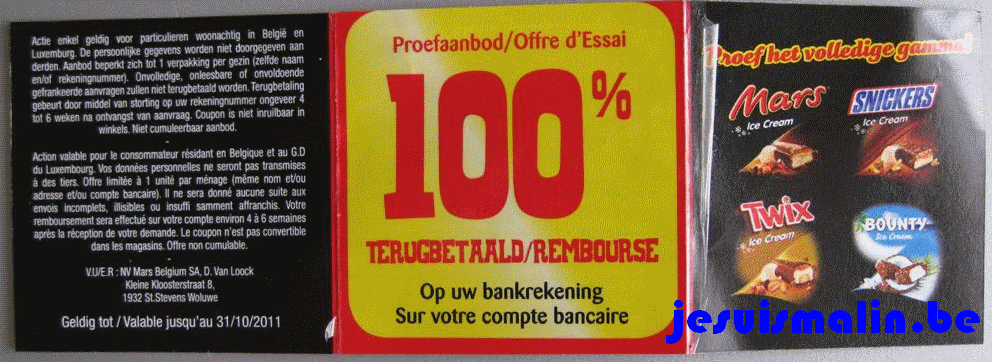 Actie enkel geldig voor particulieren woonachtig in België en
Luxemburg. De persoonlijke gegevens worden niet doorgegeven aan
derden. Aanbod beperkt zich tot 1 verpakking per gezin (zelfde naam
en/of rekeningnummer). Onvolledige, onleesbare of onvoldoende
gefrankeerde aanvragen zullen niet terugbetaald worden. Terugbetaling
gebeurt door middel van storting op uw rekeningnummer ongeveer 4
tot 6 weken na ontvangst van aanvraag. Coupon is niet inruilbaar in
winkels. Niet cumuleerbaar aanbod.
-
Action valable pour le consommateur résidant en Belgique et au G.D
du Luxembourg. Vos données personnelles ne seront pas transmises
à des tiers. Offre limitée à 1 unité par ménage (même nom et/ou
adresse et/ou compte bancaire). Il ne sera donné aucune suite aux
envois incomplets, illisibles ou insuffi samment affranchis. Votre
remboursement sera effectué sur votre compte environ 4 à 6 semaines
après la réception de votre demande. Le coupon n'est pas convertible
dans les magasins. Offre non cumulable.
-
V.U/E.R : NV Mars Belgium SA, D. Van Loock
Kleine Kloosterstraat 8,
1932 St.Stevens Woluwe
Geldig tot / Valable jusqu'au 31/10/2011
Proefaanbod/Offre d'Essai
100%
TERUGBETAALD/REMBOURSE
Op uw bankrekening
Sur votre compte bancaire
Proef het volledige gamma!
Mars
Ice Cream
SNICKERS
Ice Cream
Twix
Ice Cream
BOUNTY
Ice Cream
jesuismalin.be